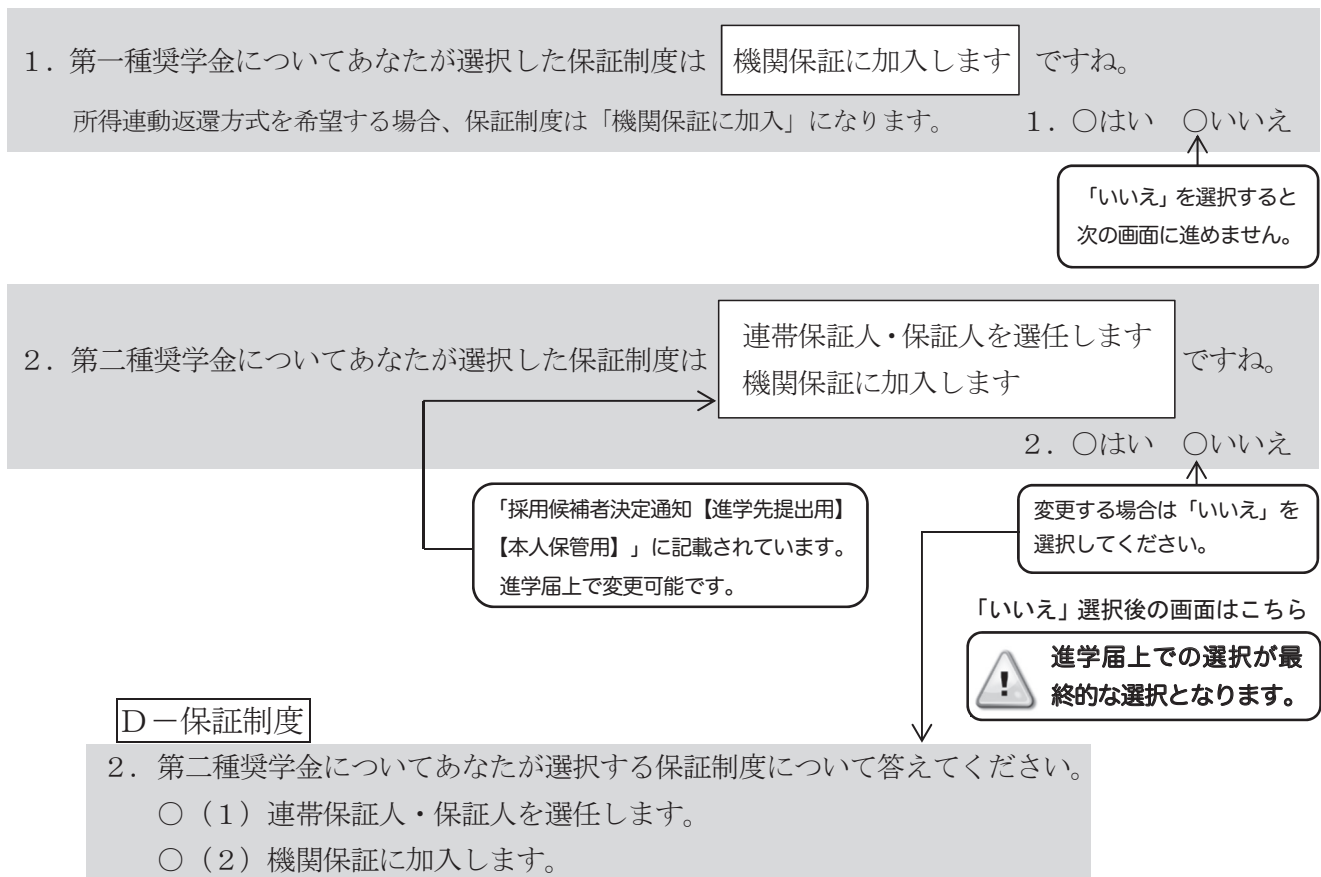 1．第一種奨学金についてあなたが選択した保証制度は 機関保証に加入します ですね。
所得連動返還方式を希望する場合、保証制度は「機関保証に加入」になります。 1．○はい ○いいえ
「いいえ」を選択すると
次の画面に進めません。
2．第二種奨学金についてあなたが選択した保証制度は
連帯保証人・保証人を選任します
機関保証に加入します
ですね。
2．○はい ○いいえ
「採用候補者決定通知【進学先提出用】
【本人保管用】」に記載されています。
進学届上で変更可能です。
変更する場合は「いいえ」を
選択してください。
「いいえ」選択後の画面はこちら
進学届上での選択が最
終的な選択となります。
D－保証制度
2．第二種奨学金についてあなたが選択する保証制度について答えてください。
○（1）連帯保証人・保証人を選任します。
○（2）機関保証に加入します。